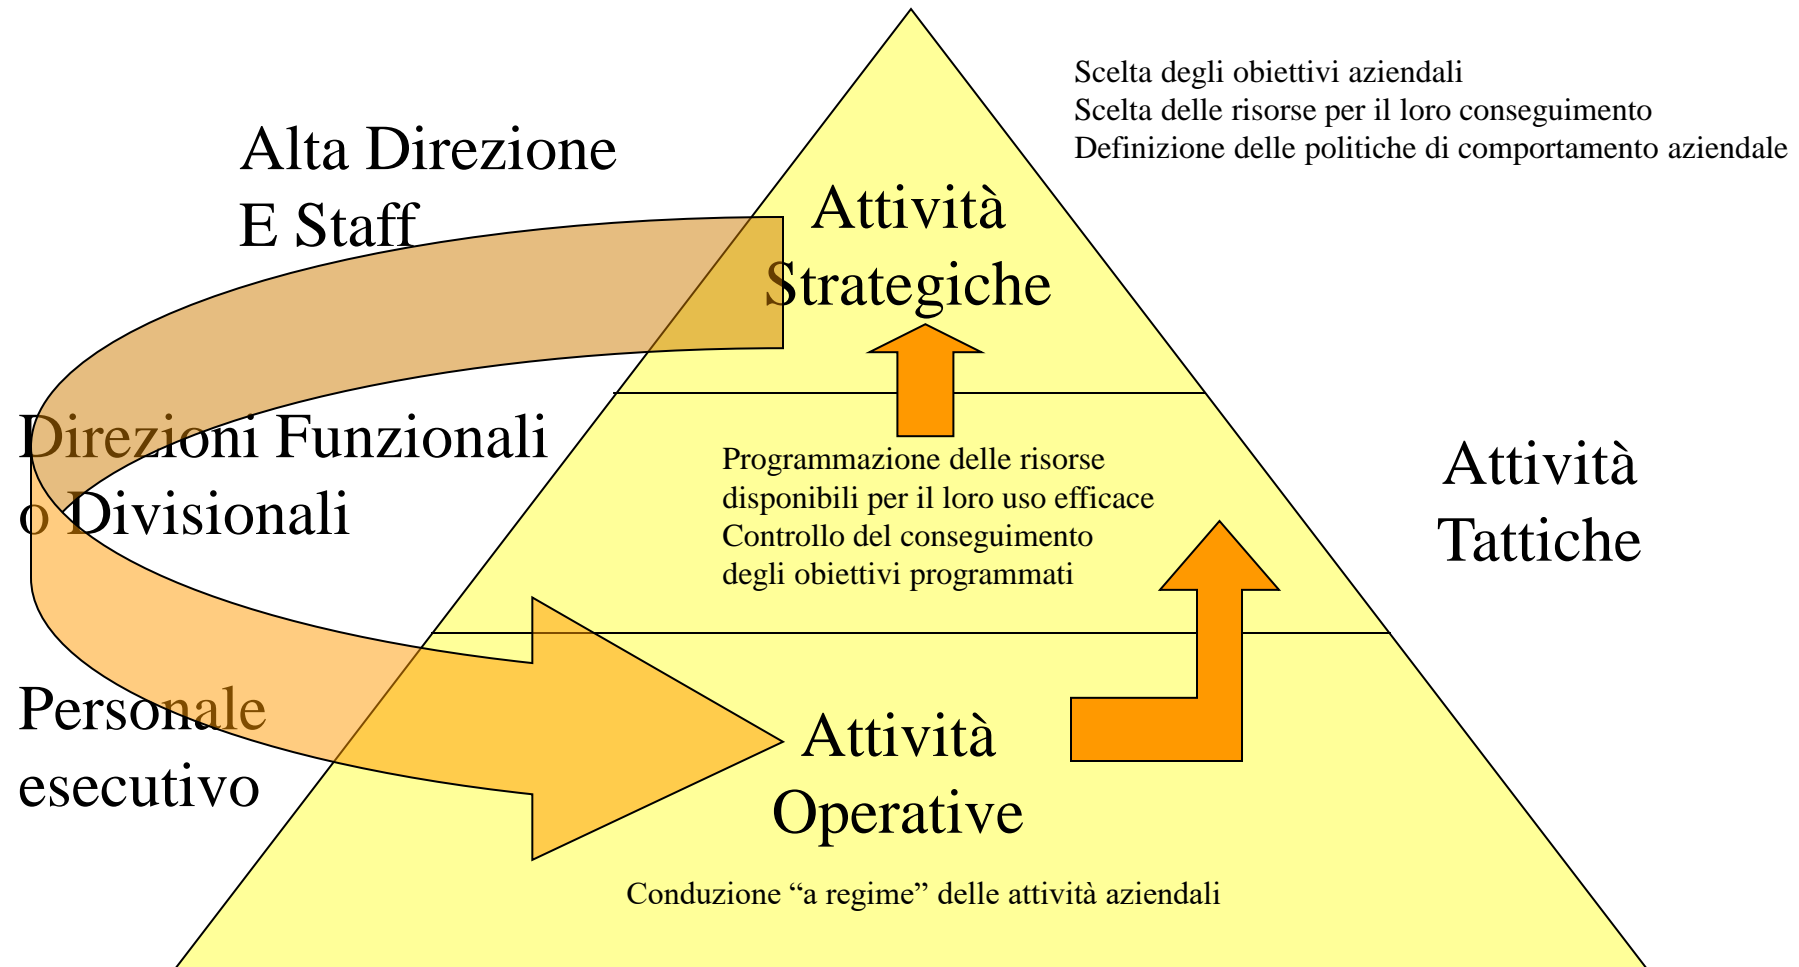 Scelta degli obiettivi aziendali
Scelta delle risorse per il loro conseguimento
Definizione delle politiche di comportamento aziendale
Alta Direzione
E Staff
Attività
Strategiche
Direzioni Funzionali
o Divisionali
Programmazione delle risorse
disponibili per il loro uso efficace
Controllo del conseguimento
degli obiettivi programmati
Attività
Tattiche
Personale
esecutivo
Attività
Operative
Conduzione “a regime” delle attività aziendali